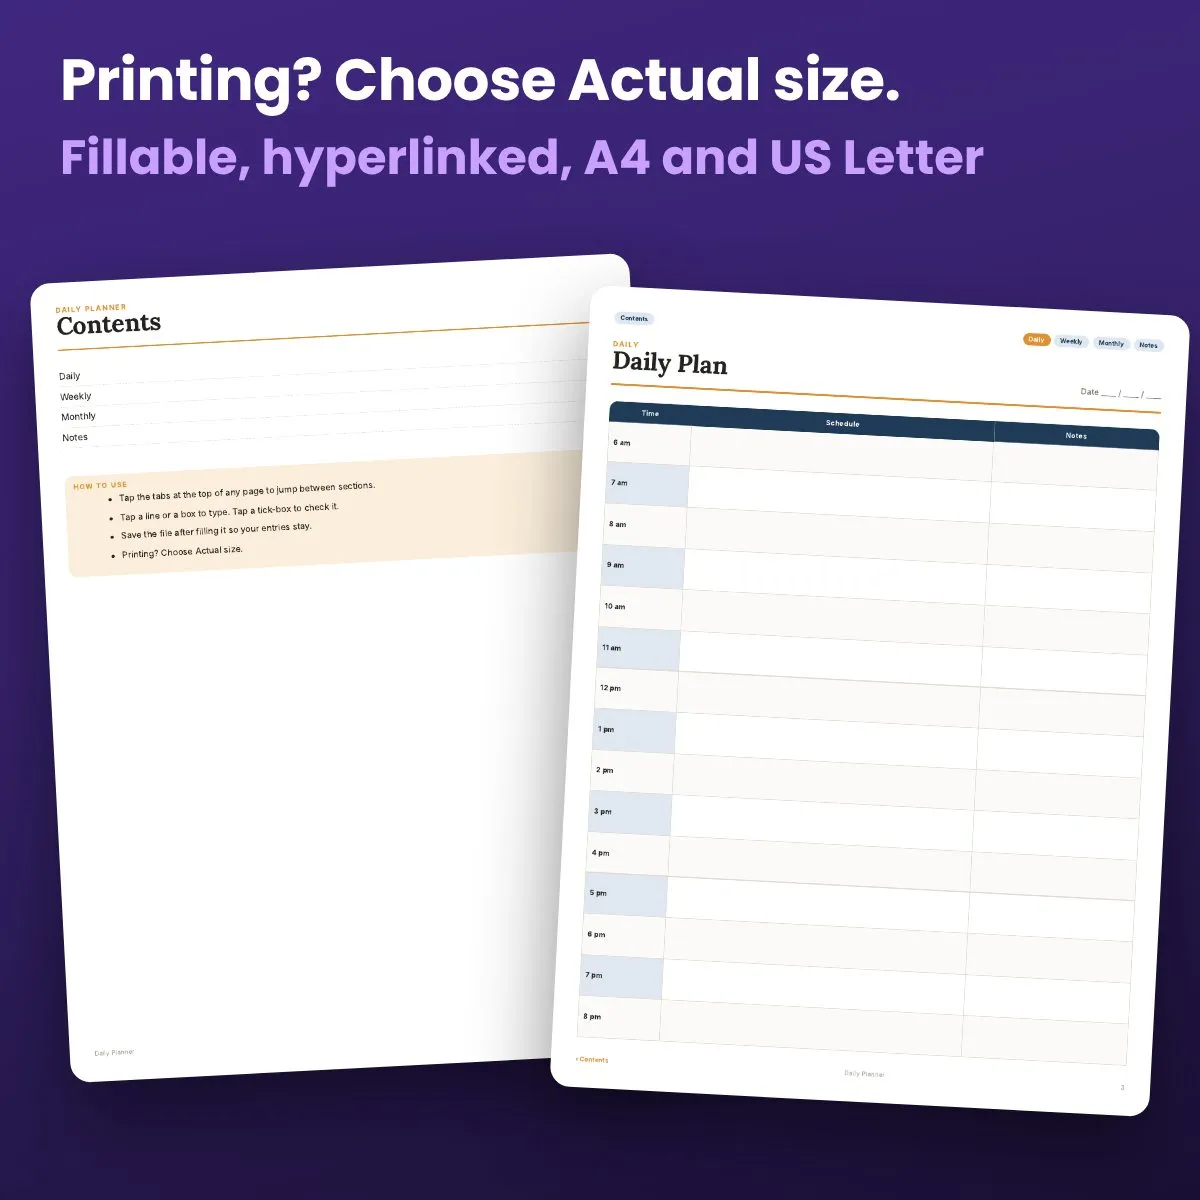 Printing? Choose Actual size.
Fillable, hyperlinked, A4 and US Letter
DAILY PLANNER
Contents
Daily
Weekly
Monthly
Notes
HOW TO USE
• Tap the tabs at the top of any page to jump between sections.
• Tap a line or a box to type. Tap a tick-box to check it.
• Save the file after filling it so your entries stay.
• Printing? Choose Actual size.
Daily Planner
Contents
Daily Weekly Monthly Notes
DAILY
Daily Plan
Date ___ / ___ / ___
Time Schedule Notes
6 am
7 am
8 am
9 am
10 am
11 am
12 pm
1 pm
2 pm
3 pm
4 pm
5 pm
6 pm
7 pm
8 pm
‹ Contents
Daily Planner
3